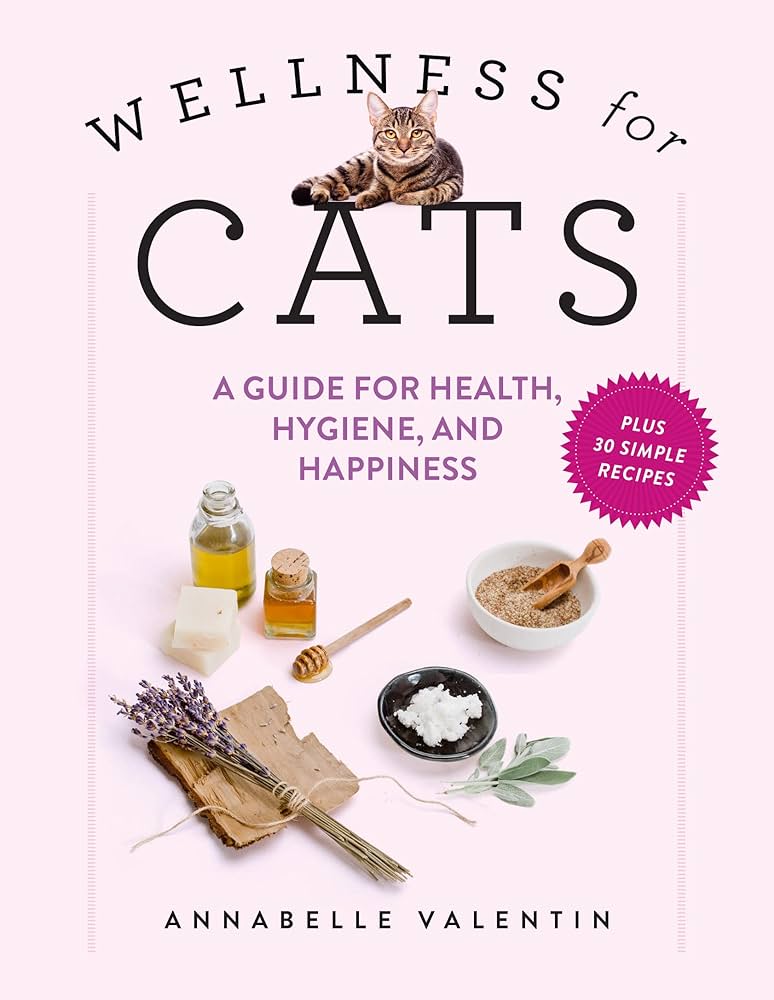 WELLNESS for
CATS
A GUIDE FOR HEALTH,
HYGIENE, AND
HAPPINESS
PLUS
30 SIMPLE
RECIPES
ANNABELLE VALENTIN